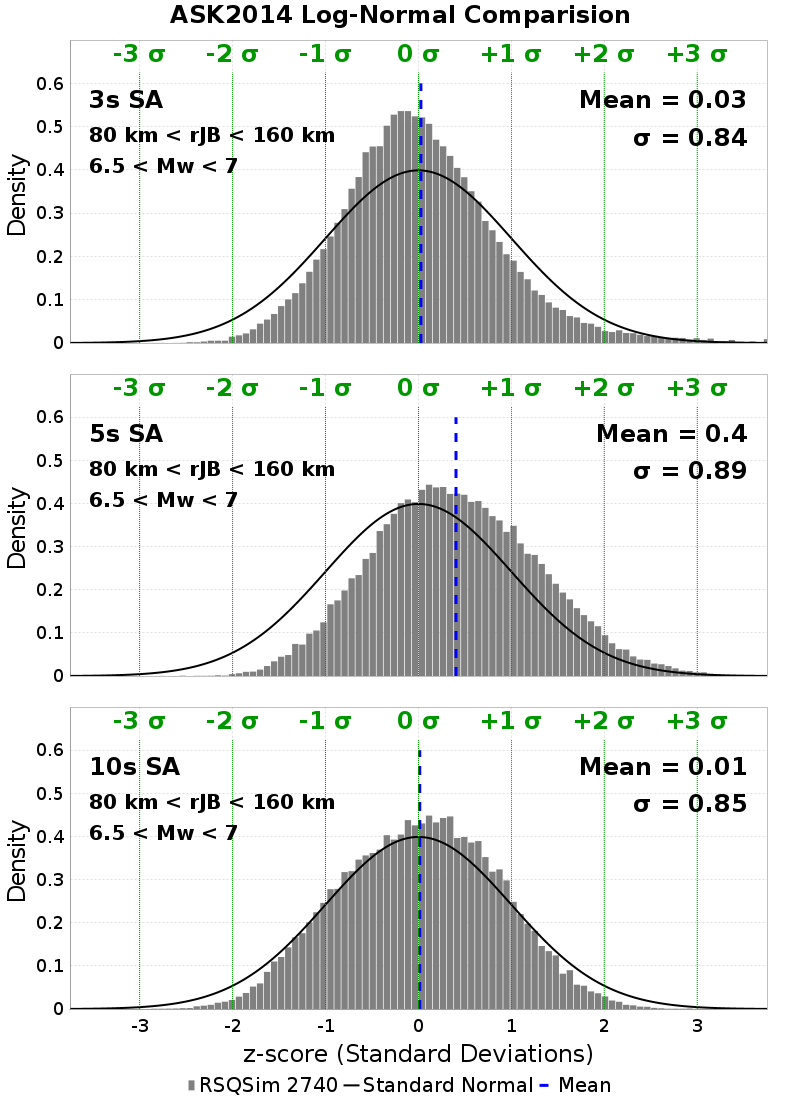 ASK2014 Log-Normal Comparision
-3 σ -2 σ -1 σ 0 σ +1 σ +2 σ +3 σ
3s SA
80 km < rJB < 160 km
6.5 < Mw < 7
Mean = 0.03
σ = 0.84
Density
0.6
0.5
0.4
0.3
0.2
0.1
0
-3 σ -2 σ -1 σ 0 σ +1 σ +2 σ +3 σ
5s SA
80 km < rJB < 160 km
6.5 < Mw < 7
Mean = 0.4
σ = 0.89
Density
0.6
0.5
0.4
0.3
0.2
0.1
0
-3 σ -2 σ -1 σ 0 σ +1 σ +2 σ +3 σ
10s SA
80 km < rJB < 160 km
6.5 < Mw < 7
Mean = 0.01
σ = 0.85
Density
0.6
0.5
0.4
0.3
0.2
0.1
0
-3 -2 -1 0 1 2 3
z-score (Standard Deviations)
RSQSim 2740 Standard Normal Mean